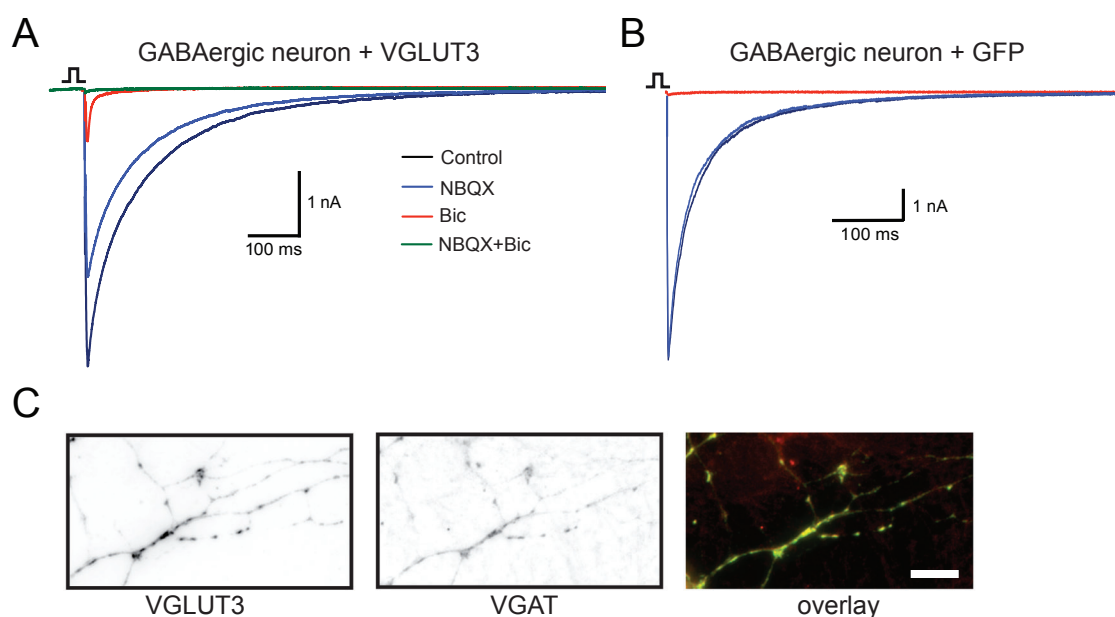 A
GABAergic neuron + VGLUT3
Control
NBQX
Bic
NBQX+Bic
1 nA
100 ms
B
GABAergic neuron + GFP
1 nA
100 ms
C
VGLUT3
VGAT
overlay